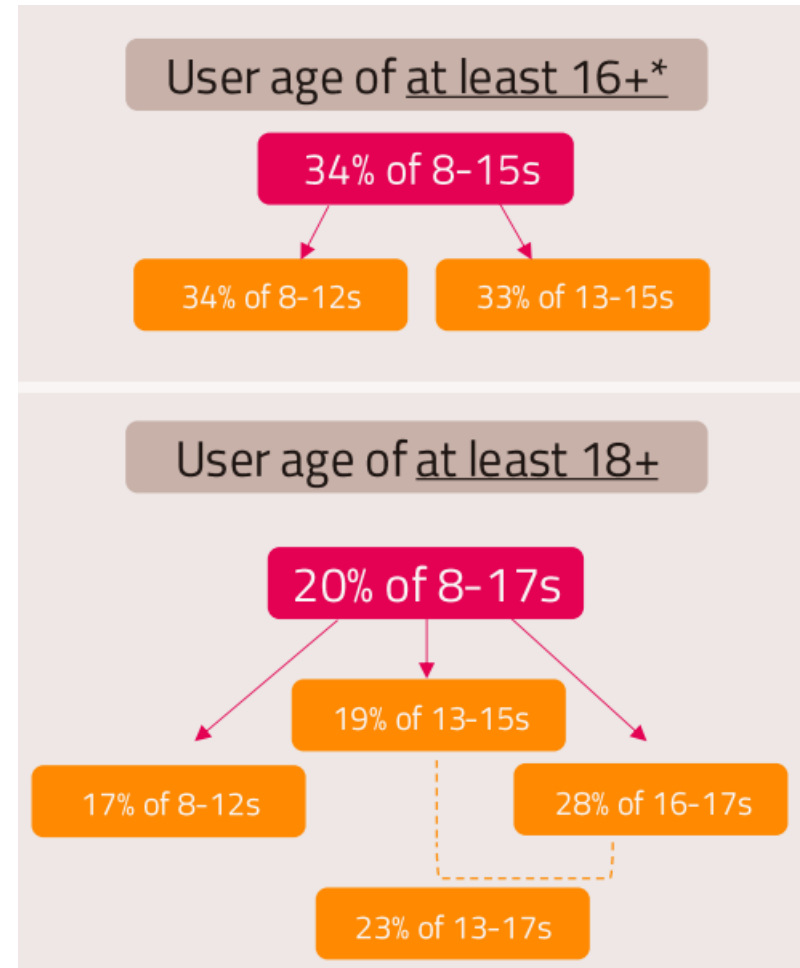 User age of at least 16+*
34% of 8-15s
34% of 8-12s
33% of 13-15s
User age of at least 18+
20% of 8-17s
19% of 13-15s
17% of 8-12s
28% of 16-17s
23% of 13-17s